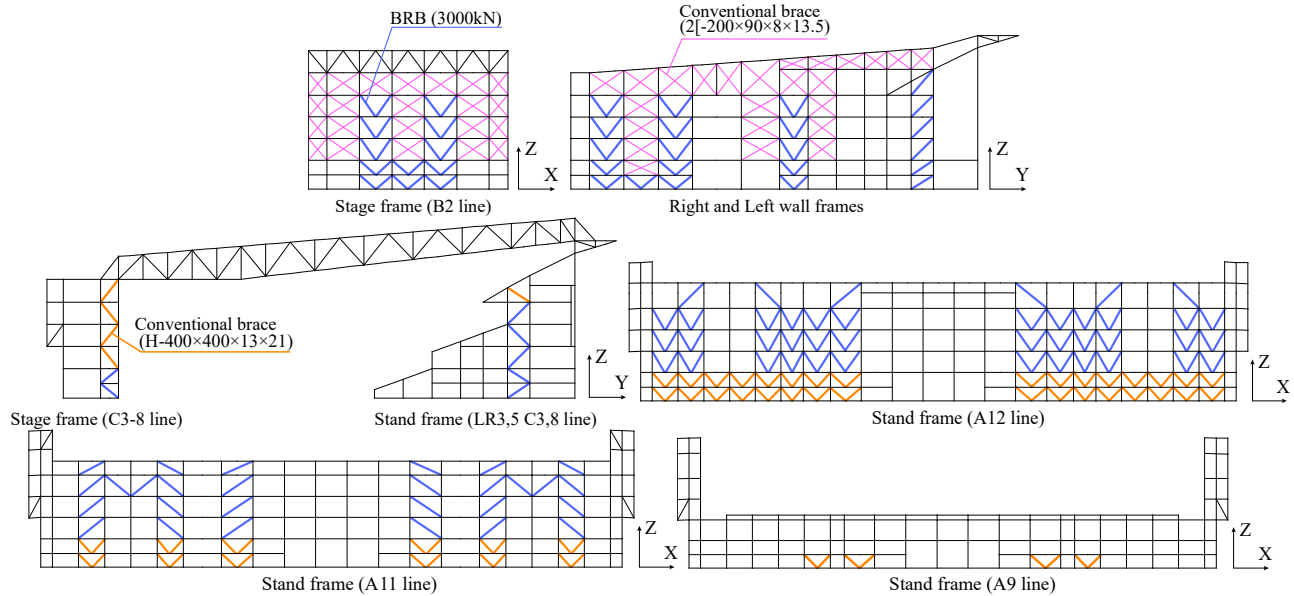 BRB (3000kN)
Conventional brace
(2[-200×90×8×13.5)
Z
X
Z
Y
Stage frame (B2 line)
Right and Left wall frames
Conventional brace
(H-400×400×13×21)
Z
Y
Z
X
Stage frame (C3-8 line)
Stand frame (LR3,5 C3,8 line)
Stand frame (A12 line)
Z
X
Z
X
Stand frame (A11 line)
Stand frame (A9 line)